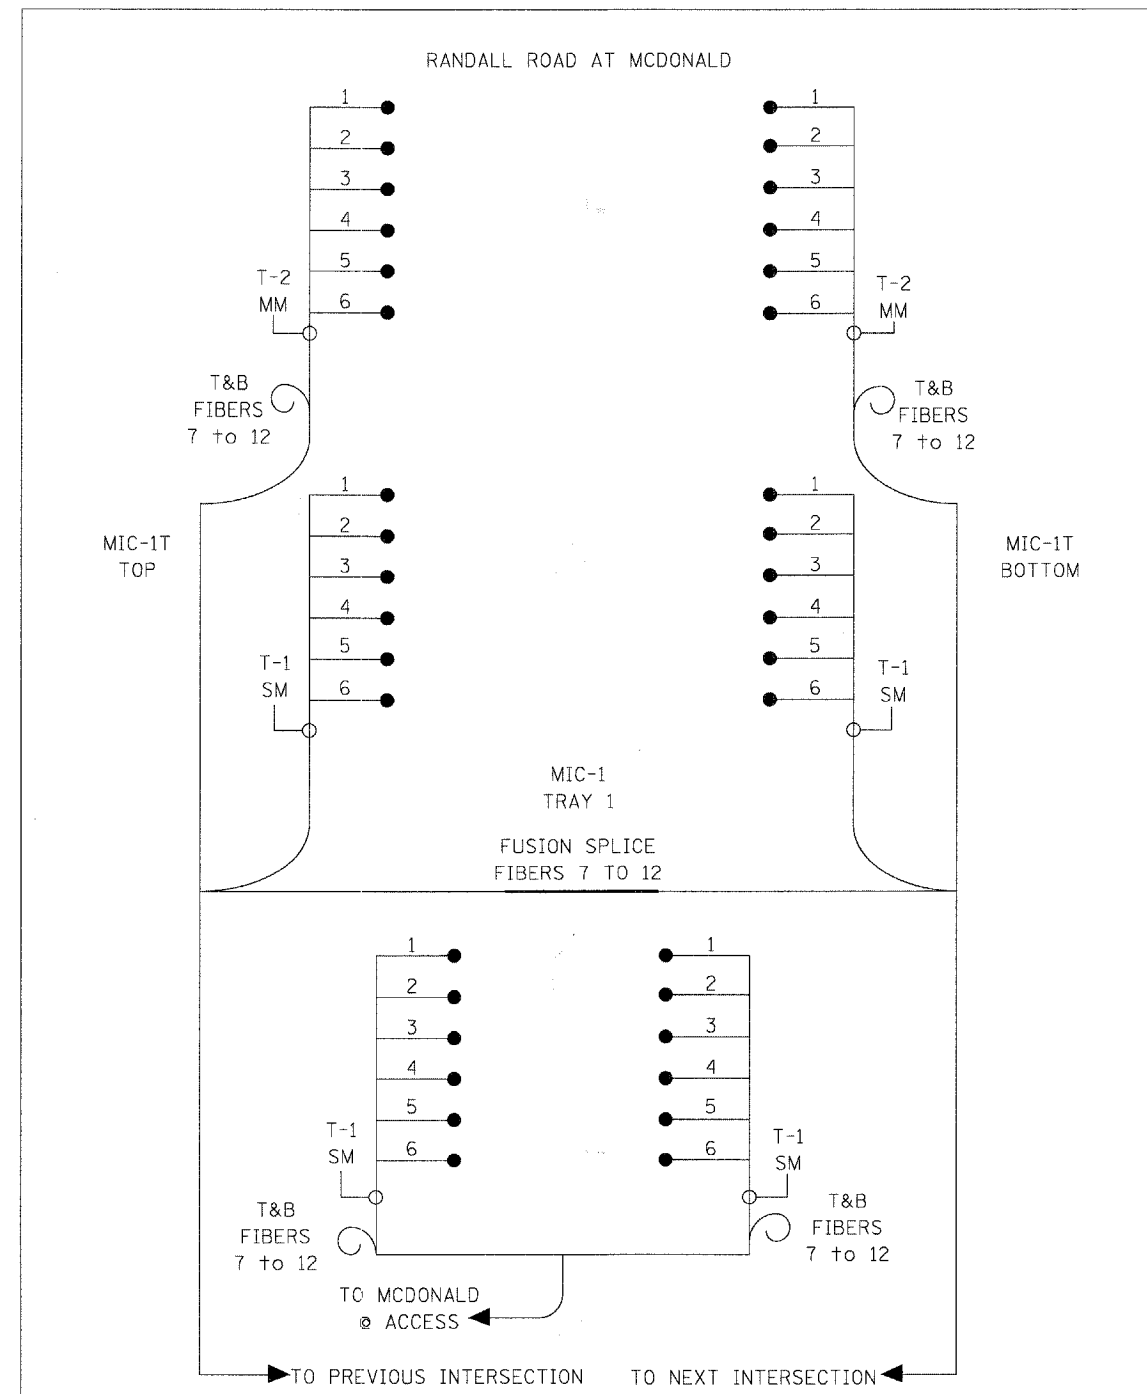 RANDALL ROAD AT MCDONALD
1
2
3
4
5
6
T-2
MM
T&B
FIBERS
7 to 12
1
2
3
4
5
6
T-2
MM
T&B
FIBERS
7 to 12
MIC-1T
TOP
1
2
3
4
5
6
T-1
SM
1
2
3
4
5
6
T-1
SM
MIC-1T
BOTTOM
MIC-1
TRAY 1
FUSION SPLICE
FIBERS 7 TO 12
1
2
3
4
5
6
T-1
SM
T&B
FIBERS
7 to 12
1
2
3
4
5
6
T-1
SM
T&B
FIBERS
7 to 12
TO MCDONALD
@ ACCESS
TO PREVIOUS INTERSECTION
TO NEXT INTERSECTION